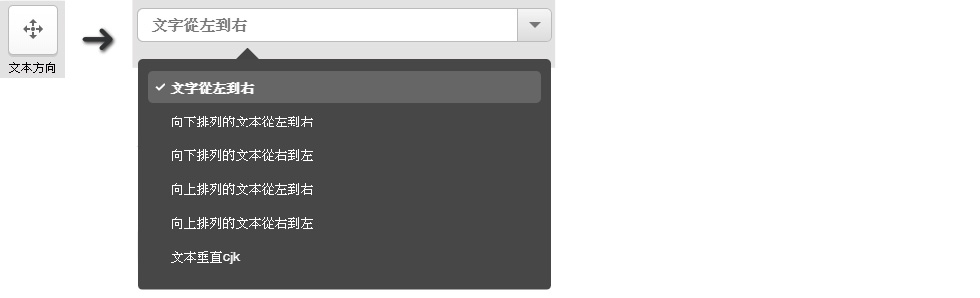 文字從左到右
文本方向
文字從左到右
向下排列的文本從左到右
向下排列的文本從右到左
向上排列的文本從左到右
向上排列的文本從右到左
文本垂直cjk